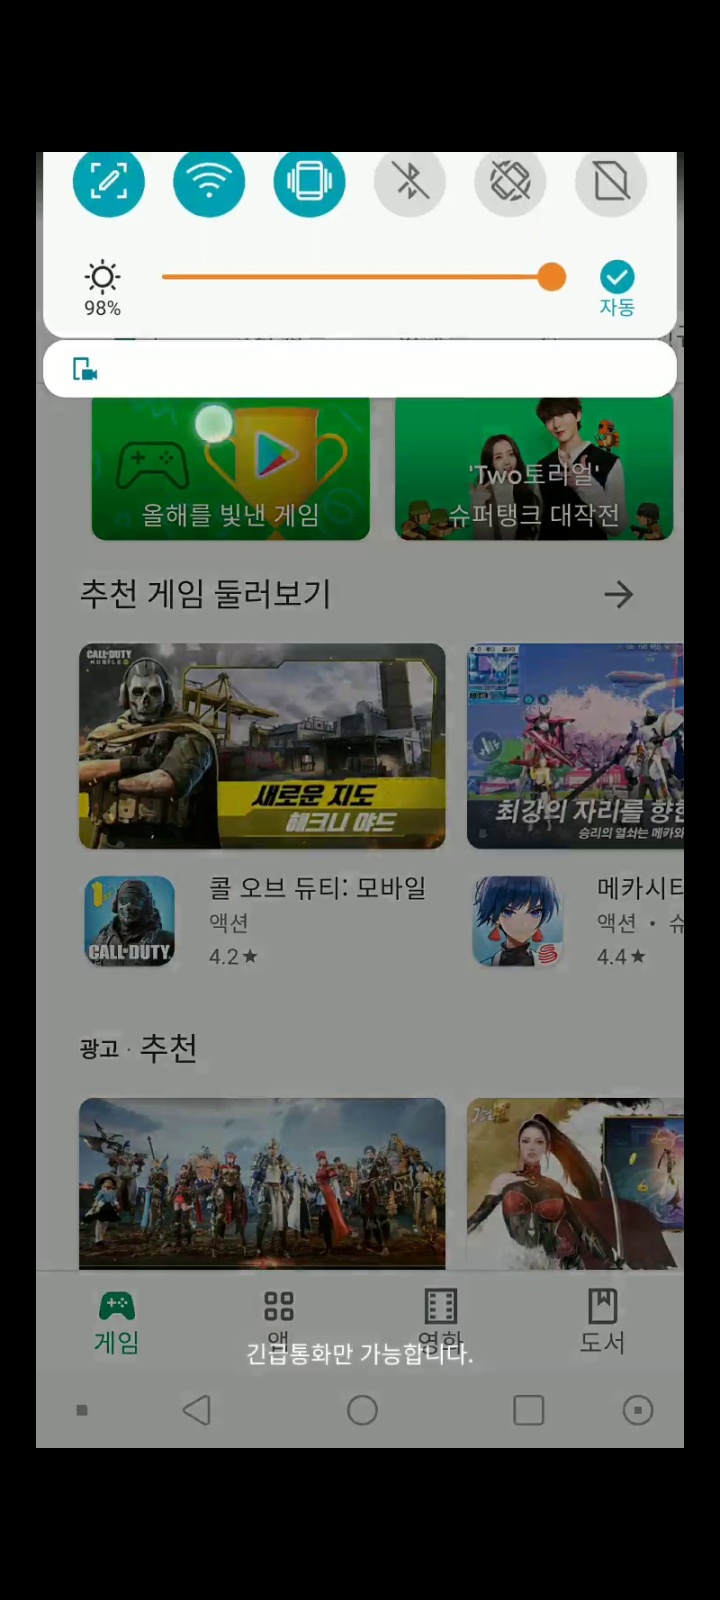 98%
자동
올해를 빛낸 게임
'Two토리얼'
슈퍼탱크 대작전
추천 게임 둘러보기
CALL·DUTY
MOBILE
새로운 지도
해크니 야드
최강의 자리를 향한
승리의 열쇠는 메카와
콜 오브 듀티: 모바일
액션
4.2★
CALL·DUTY
메카시티
액션 • 슈
4.4★
광고 · 추천
게임
앱
영화
도서
긴급통화만 가능합니다.